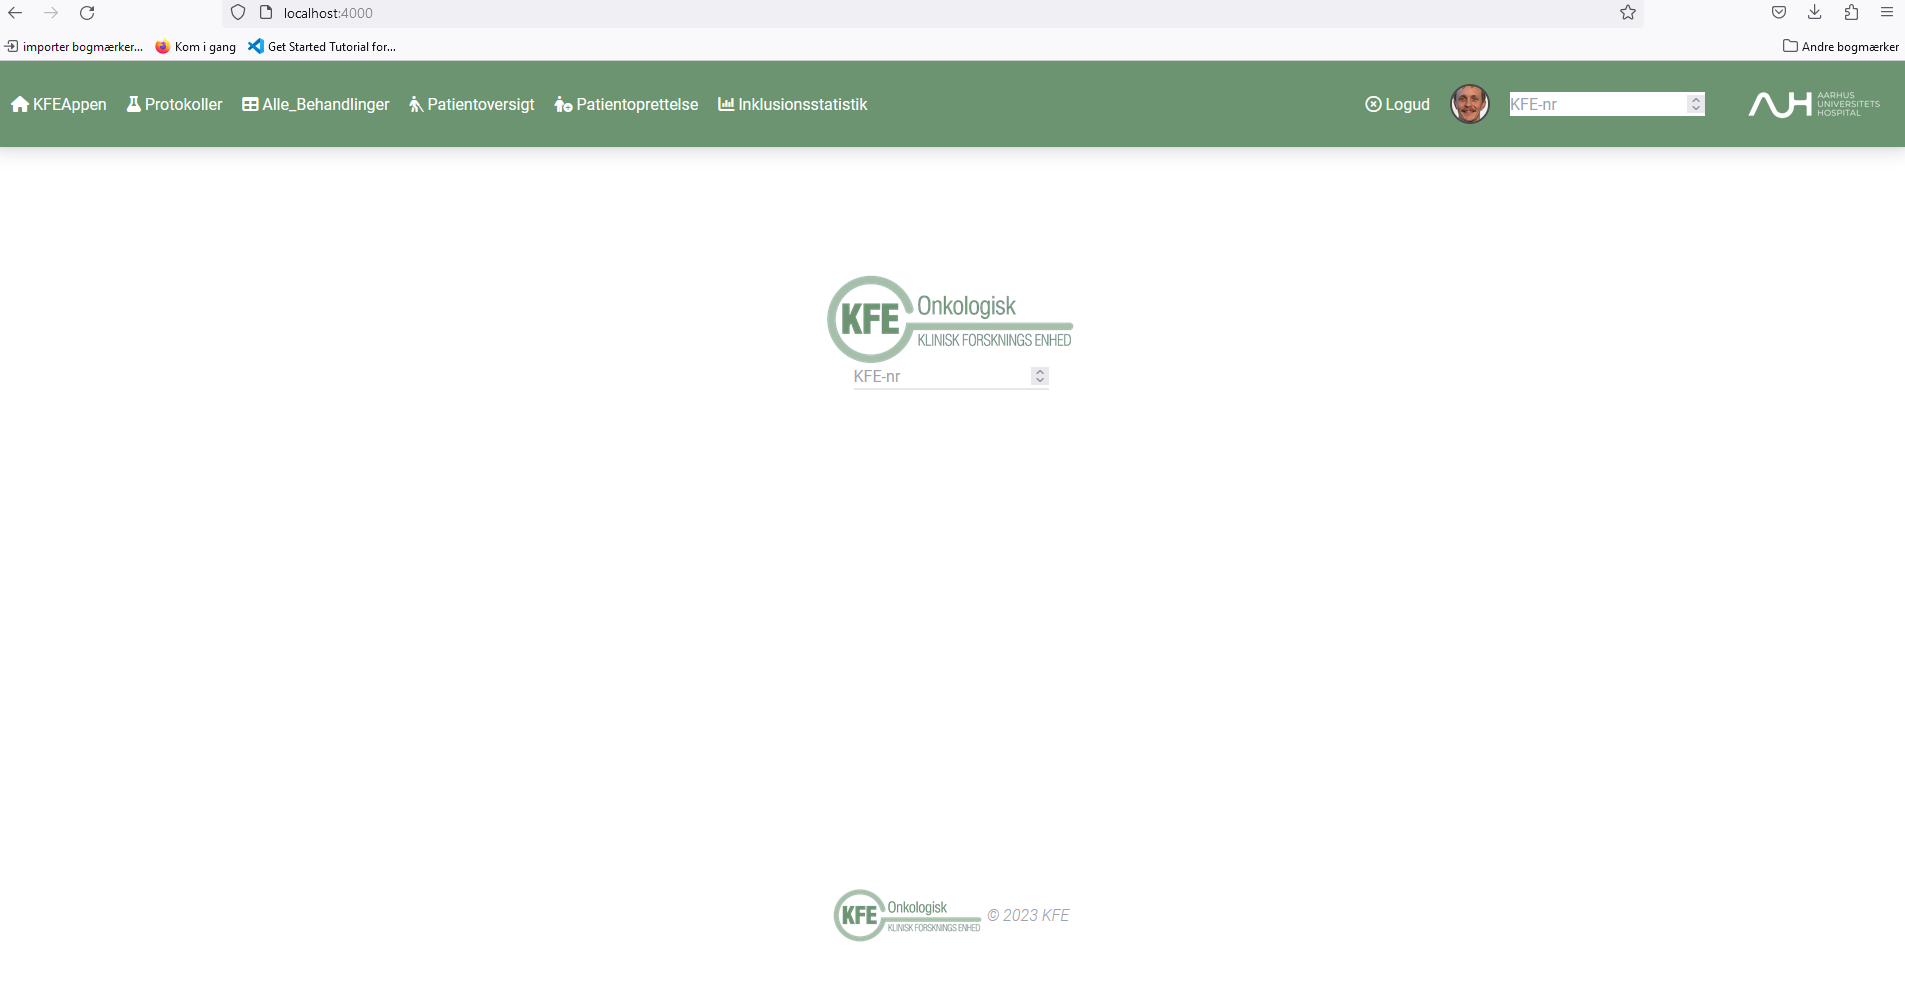 localhost:4000
importer bogmærker... Kom i gang Get Started Tutorial for... Andre bogmærker
KFEAppen Protokoller Alle_Behandlinger Patientoversigt Patientoprettelse Inklusionsstatistik Logud KFE-nr
AARHUS
UNIVERSITETS
HOSPITAL
KFE Onkologisk
KLINISK FORSKNINGS ENHED
KFE-nr
KFE Onkologisk
KLINISK FORSKNINGS ENHED
© 2023 KFE